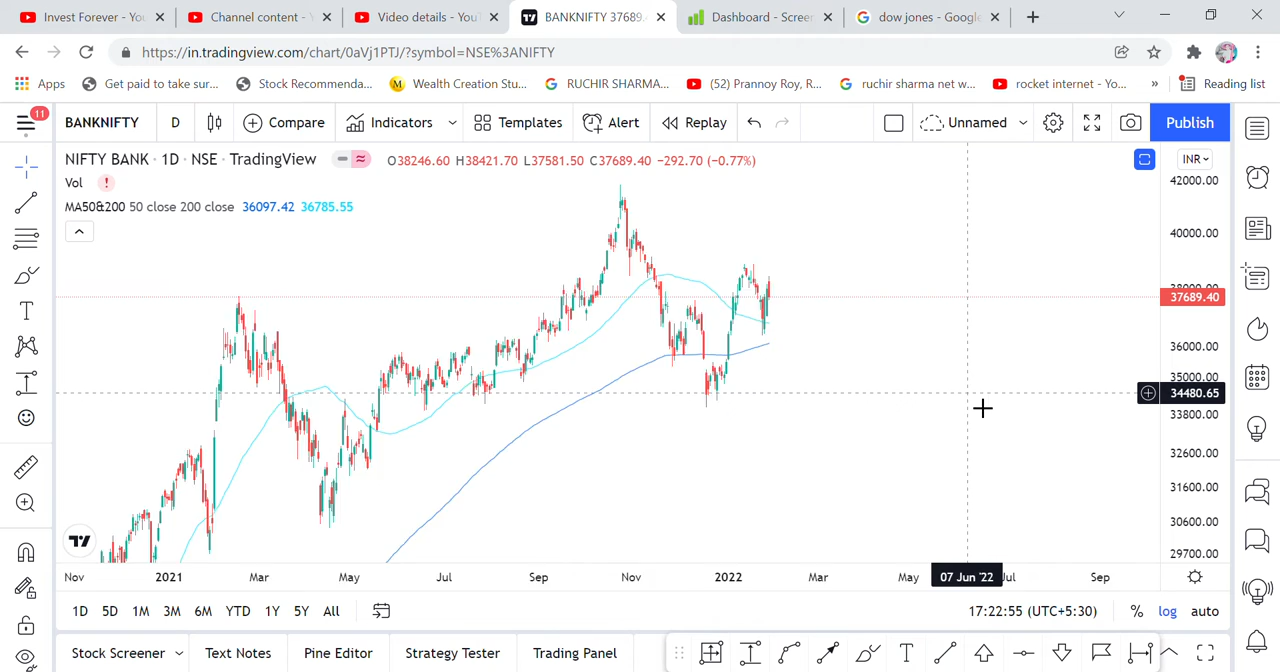 Invest Forever - You
Channel content - Y
Video details - You
BANKNIFTY 37689.
Dashboard - Screen
dow jones - Google
https://in.tradingview.com/chart/0aVj1PTJ/?symbol=NSE%3ANIFTY
Apps
Get paid to take sur...
Stock Recommenda...
Wealth Creation Stu...
RUCHIR SHARMA...
(52) Prannoy Roy, R...
ruchir sharma net w...
rocket internet - Yo...
»
Reading list
11
BANKNIFTY
D
Compare
Indicators
Templates
Alert
Replay
Unnamed
Publish
NIFTY BANK · 1D · NSE · TradingView
O38246.60 H38421.70 L37581.50 C37689.40 −292.70 (−0.77%)
INR
Vol !
MA50&200 50 close 200 close 36097.42 36785.55
42000.00
40000.00
38000.00
37689.40
36000.00
35000.00
34480.65
33800.00
32600.00
31600.00
30600.00
29700.00
Nov 2021 Mar May Jul Sep Nov 2022 Mar May 07 Jun '22 Jul Sep
1D 5D 1M 3M 6M YTD 1Y 5Y All
17:22:55 (UTC+5:30) % log auto
Stock Screener
Text Notes
Pine Editor
Strategy Tester
Trading Panel
T